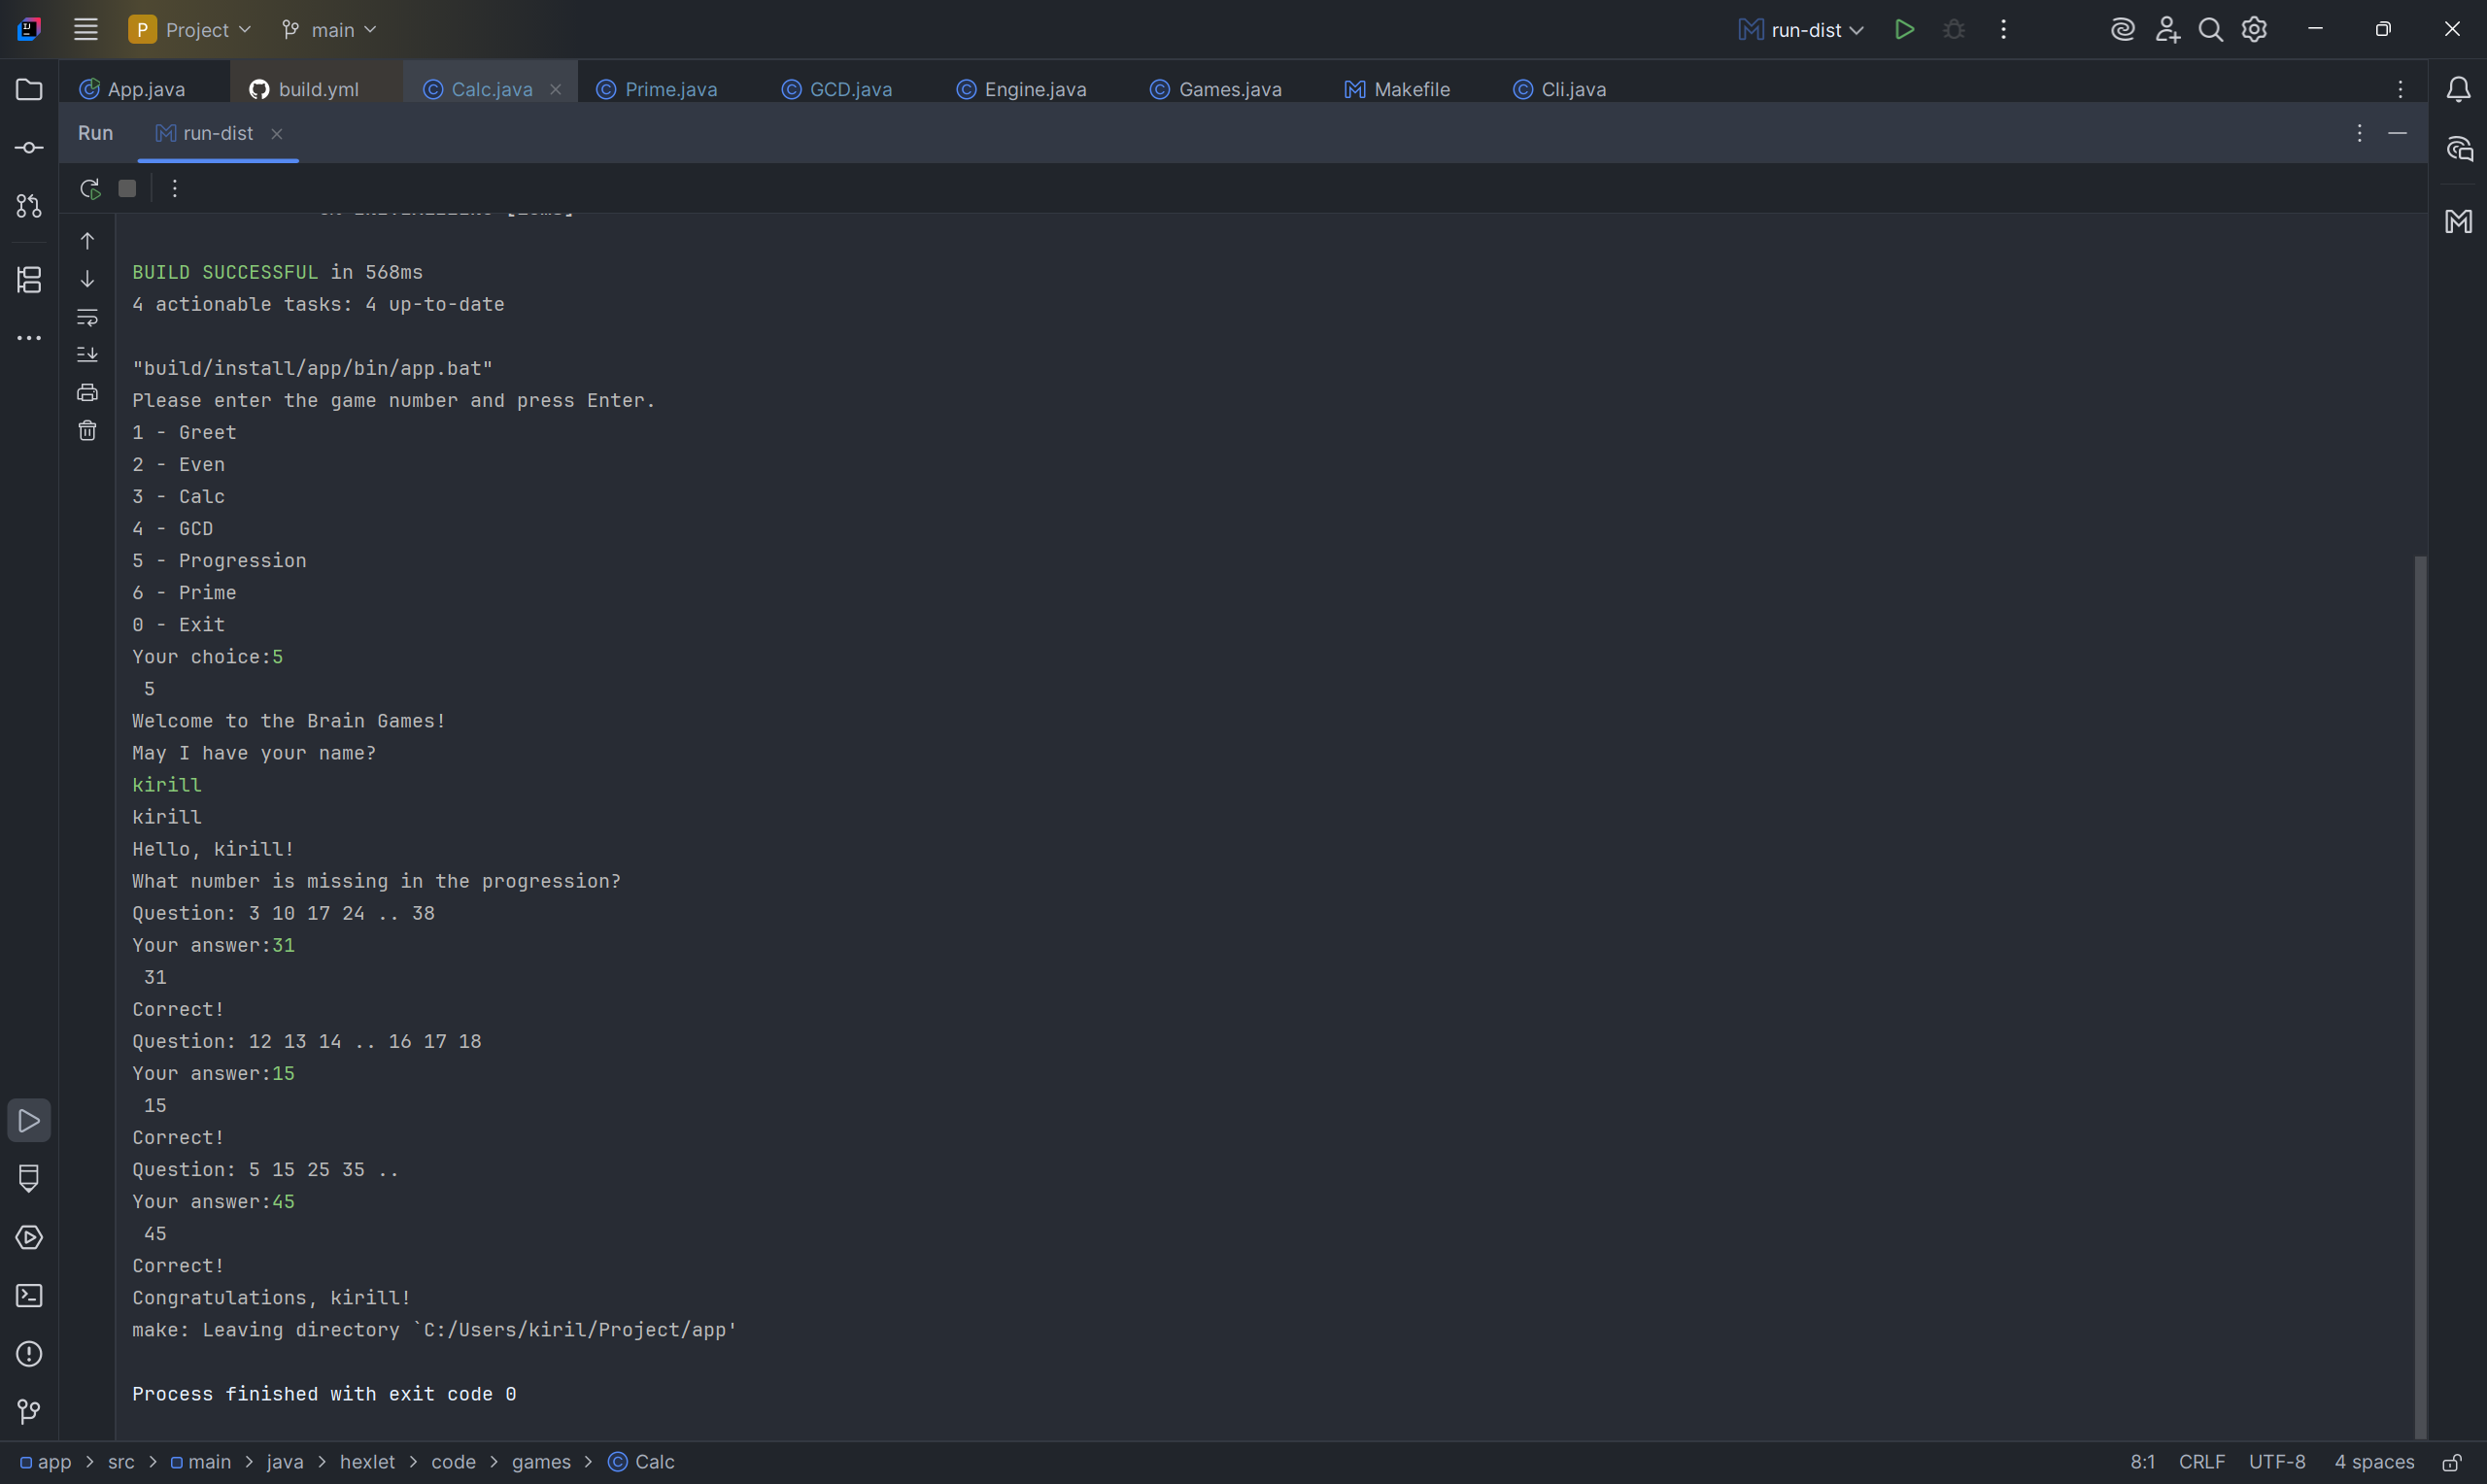 P Project main run-dist
App.java build.yml Calc.java Prime.java GCD.java Engine.java Games.java Makefile Cli.java
Run run-dist
BUILD SUCCESSFUL in 568ms
4 actionable tasks: 4 up-to-date
"build/install/app/bin/app.bat"
Please enter the game number and press Enter.
1 - Greet
2 - Even
3 - Calc
4 - GCD
5 - Progression
6 - Prime
0 - Exit
Your choice:5
5
Welcome to the Brain Games!
May I have your name?
kirill
kirill
Hello, kirill!
What number is missing in the progression?
Question: 3 10 17 24 .. 38
Your answer:31
31
Correct!
Question: 12 13 14 .. 16 17 18
Your answer:15
15
Correct!
Question: 5 15 25 35 ..
Your answer:45
45
Correct!
Congratulations, kirill!
make: Leaving directory `C:/Users/kiril/Project/app'
Process finished with exit code 0
app > src > main > java > hexlet > code > games > Calc 8:1 CRLF UTF-8 4 spaces